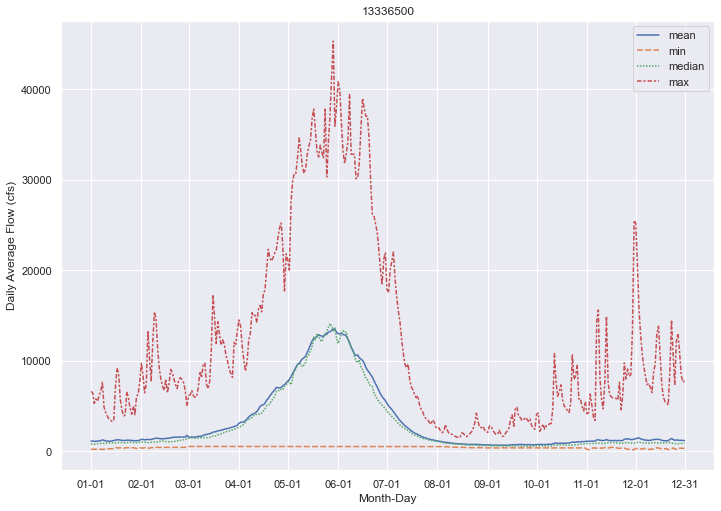 13336500
mean
min
median
max
Daily Average Flow (cfs)
40000
30000
20000
10000
0
01-01 02-01 03-01 04-01 05-01 06-01 07-01 08-01 09-01 10-01 11-01 12-01 12-31
Month-Day